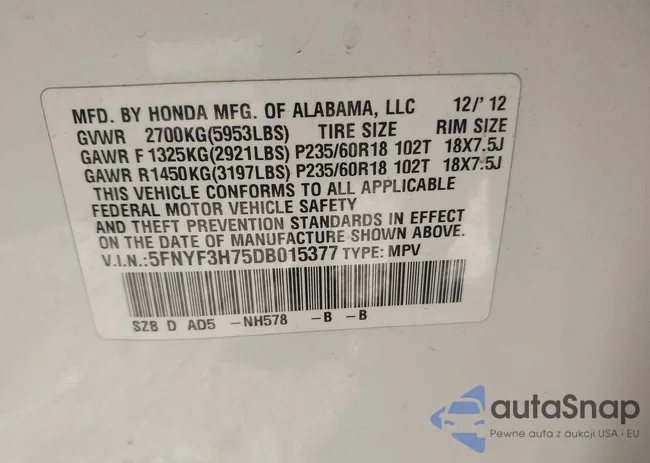 MFD. BY HONDA MFG. OF ALABAMA, LLC 12/'12
GVWR 2700KG(5953LBS) TIRE SIZE RIM SIZE
GAWR F 1325KG(2921LBS) P235/60R18 102T 18X7.5J
GAWR R1450KG(3197LBS) P235/60R18 102T 18X7.5J
THIS VEHICLE CONFORMS TO ALL APPLICABLE
FEDERAL MOTOR VEHICLE SAFETY
AND THEFT PREVENTION STANDARDS IN EFFECT
ON THE DATE OF MANUFACTURE SHOWN ABOVE.
V.I.N.:5FNYF3H75DB015377 TYPE: MPV
SZB D AD5 -NH578 -B -B
autaSnap
Pewne auta z aukcji USA i EU